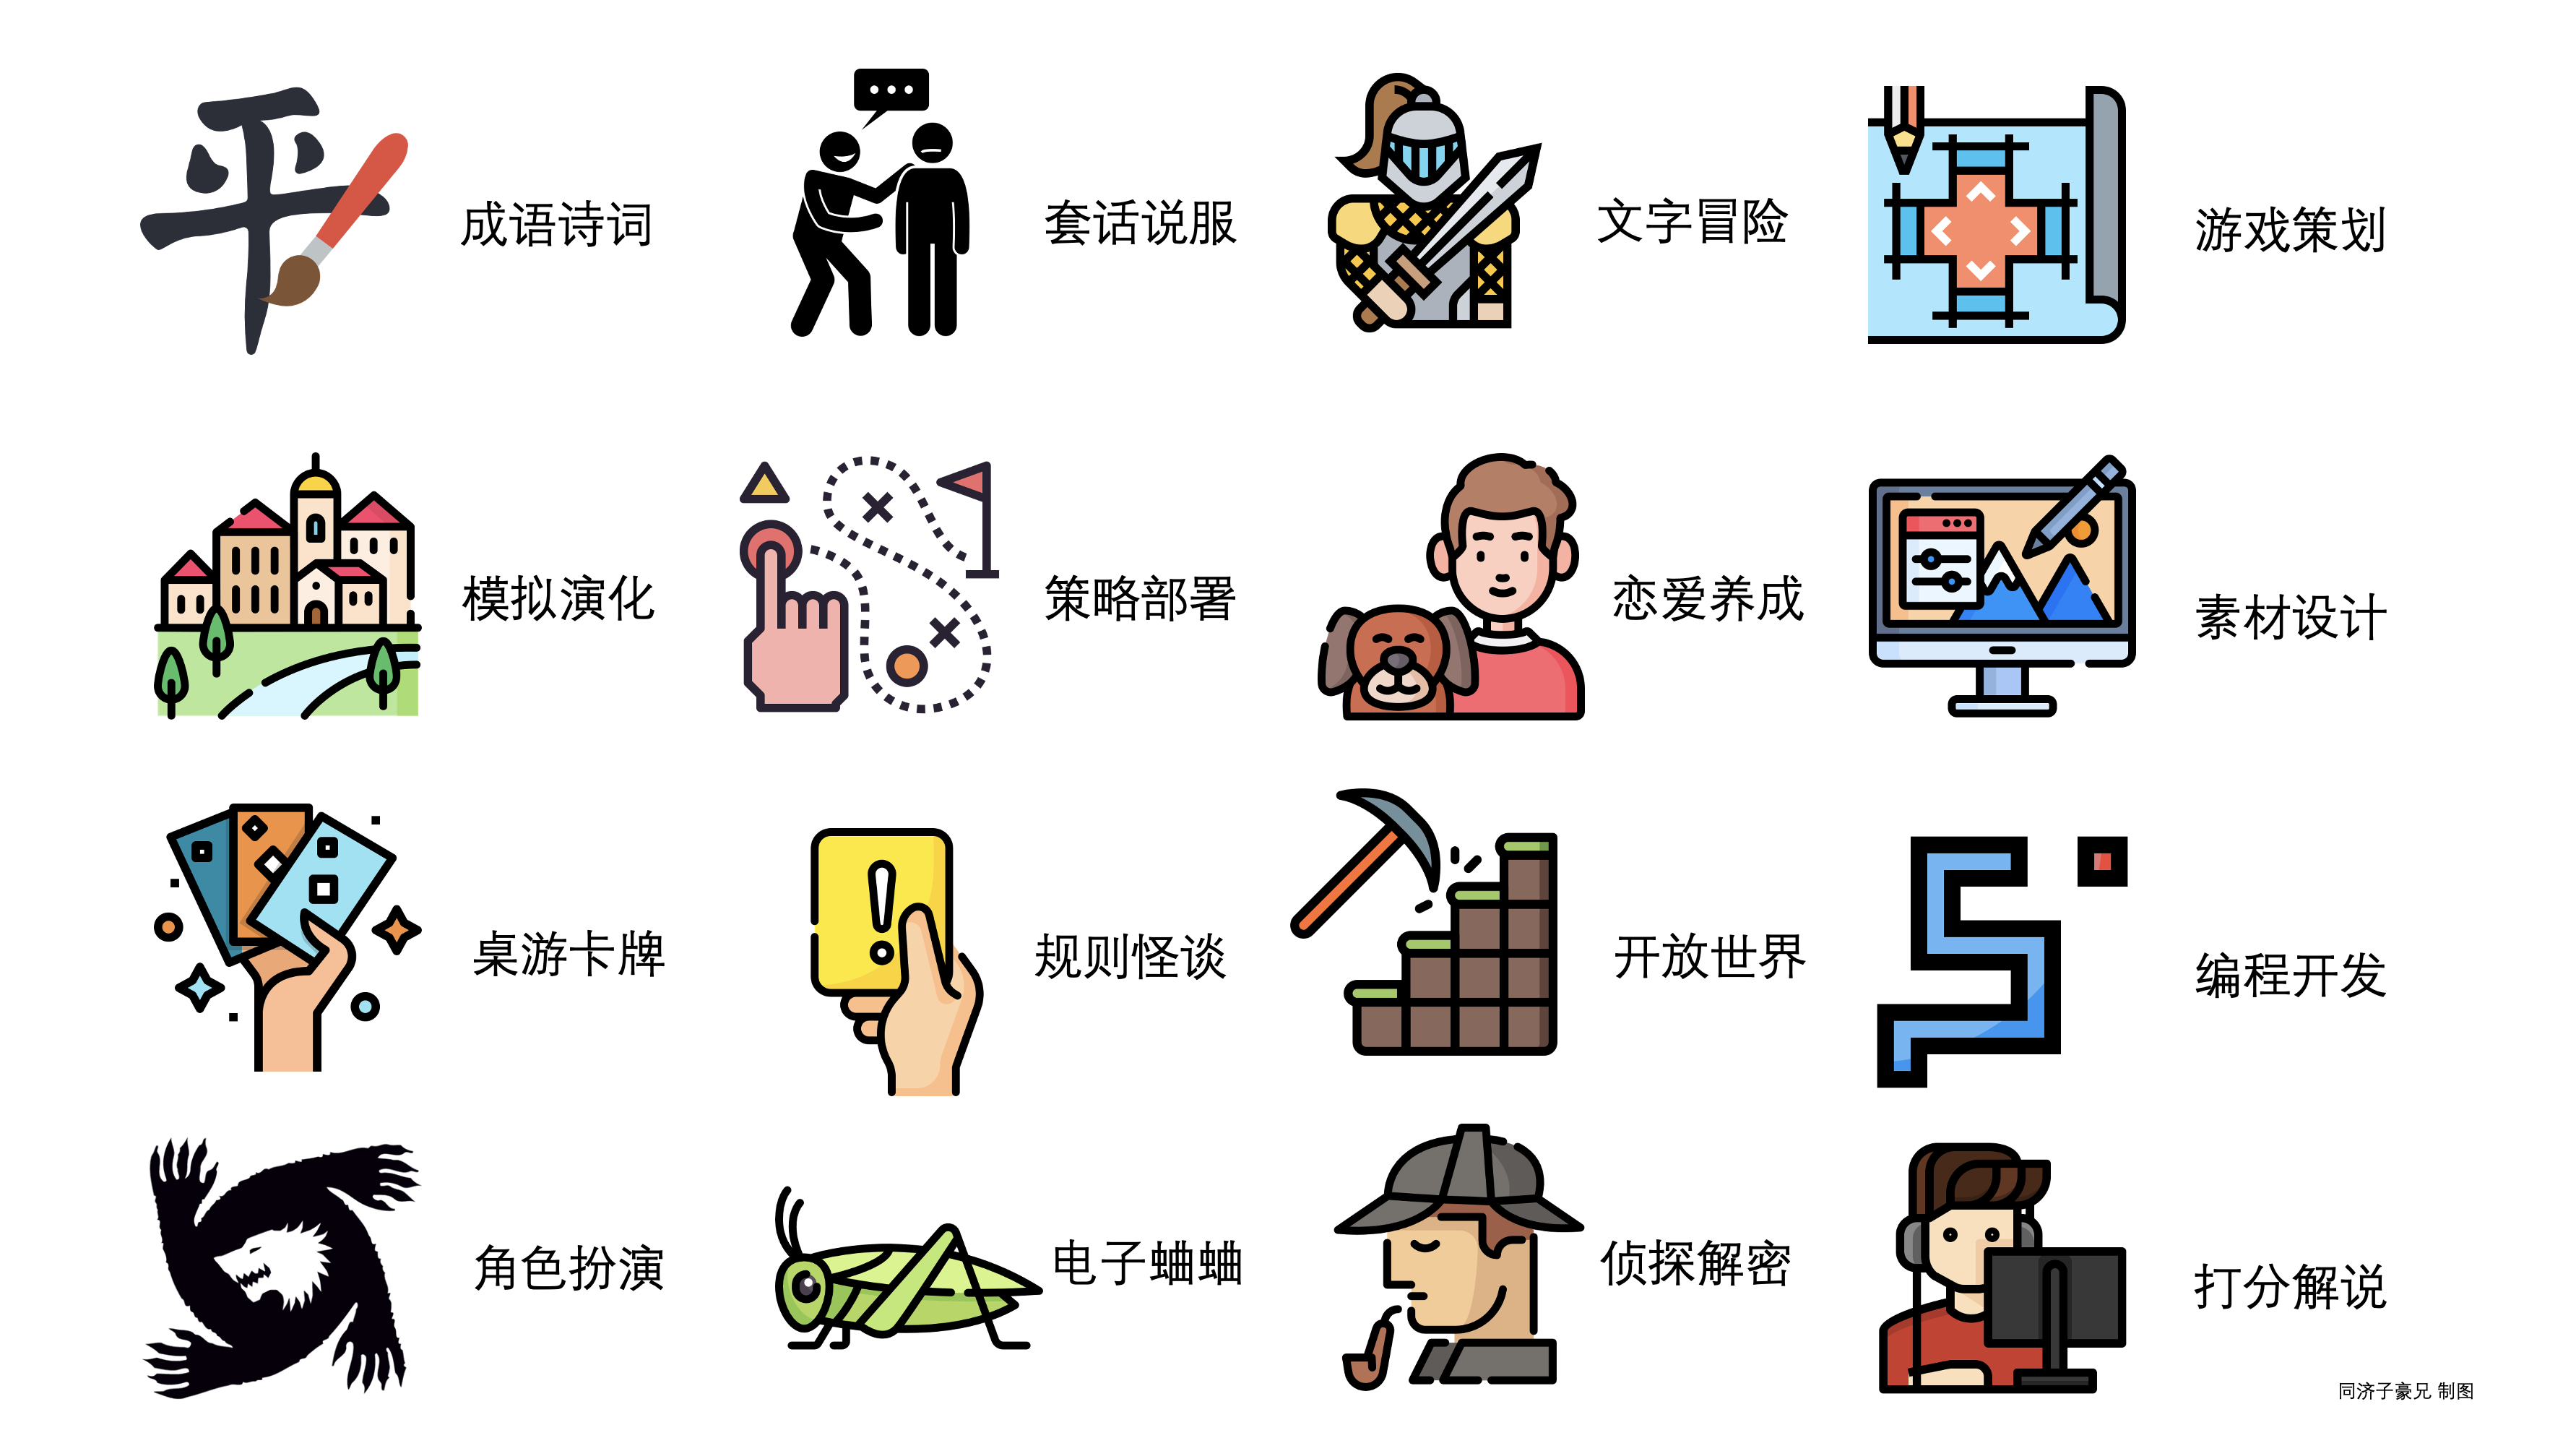 平
成语诗词
套话说服
文字冒险
游戏策划
模拟演化
策略部署
恋爱养成
素材设计
桌游卡牌
规则怪谈
开放世界
编程开发
角色扮演
电子蛐蛐
侦探解密
打分解说
同济子豪兄 制图